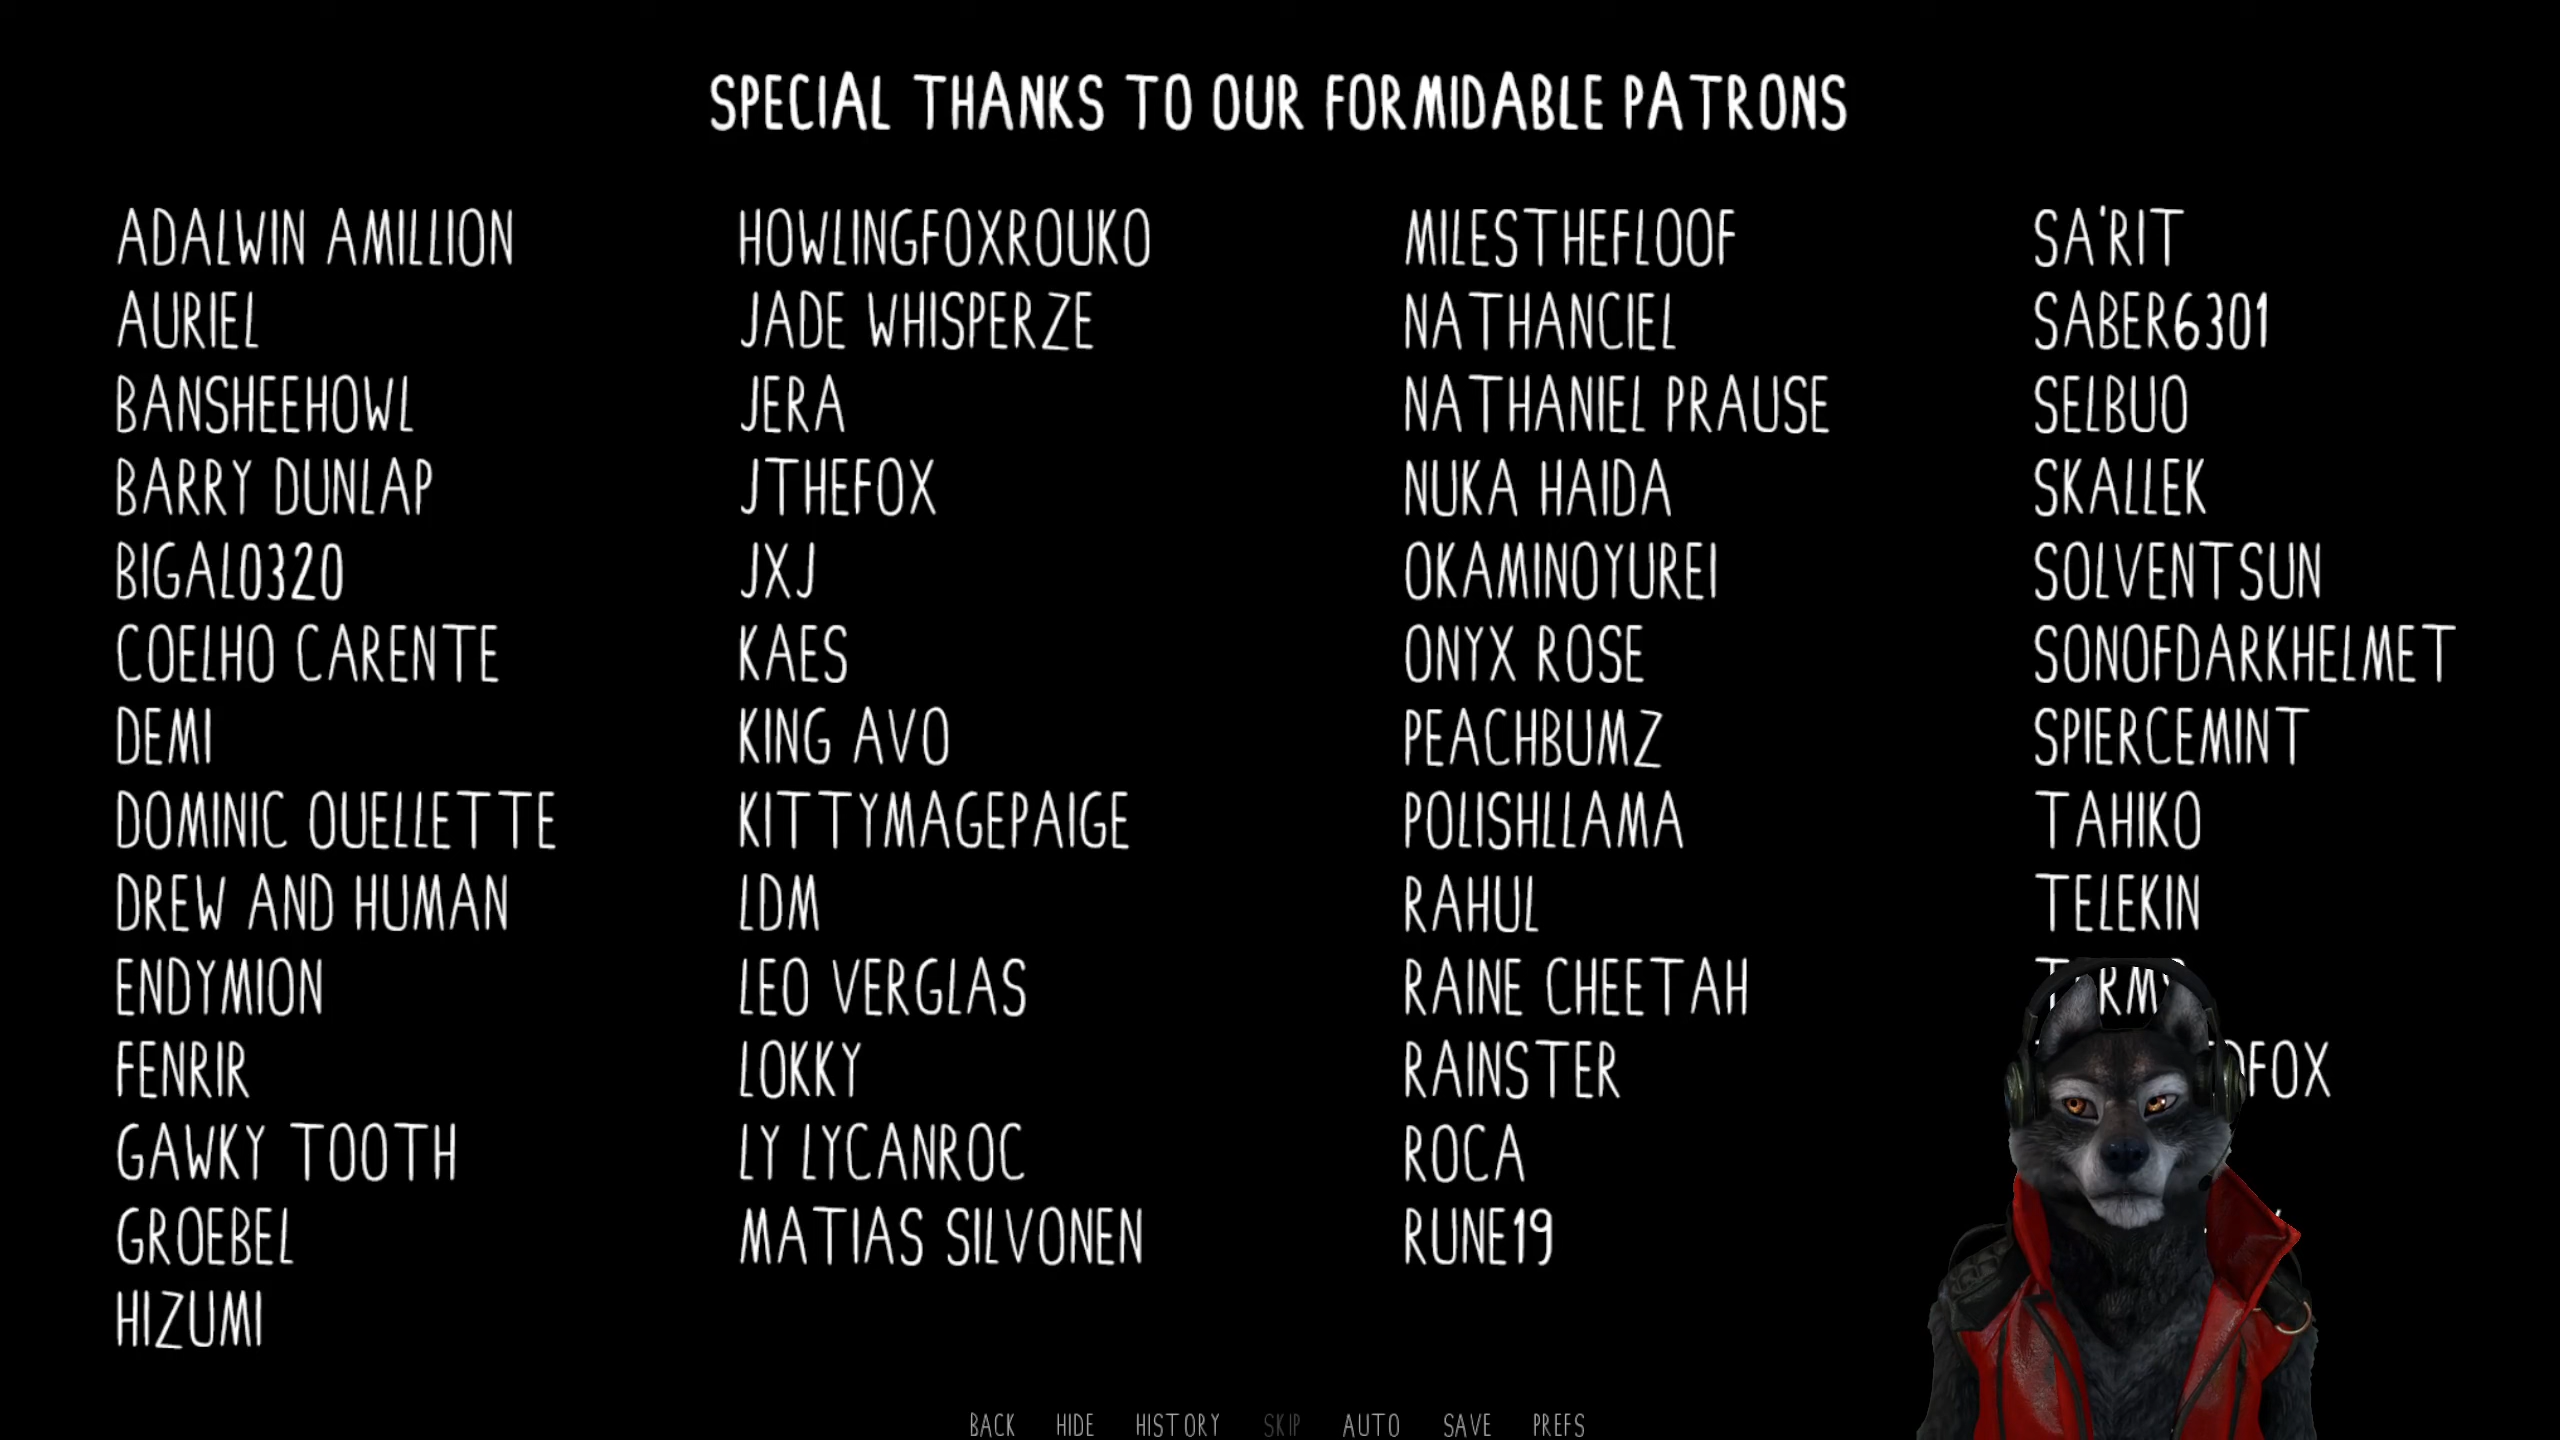 SPECIAL THANKS TO OUR FORMIDABLE PATRONS
ADALWIN AMILLION
AURIEL
BANSHEEHOWL
BARRY DUNLAP
BIGAL0320
COELHO CARENTE
DEMI
DOMINIC OUELLETTE
DREW AND HUMAN
ENDYMION
FENRIR
GAWKY TOOTH
GROEBEL
HIZUMI
HOWLINGFOXROUKO
JADE WHISPERZE
JERA
JTHEFOX
JXJ
KAES
KING AVO
KITTYMAGEPAIGE
LDM
LEO VERGLAS
LOKKY
LY LYCANROC
MATIAS SILVONEN
MILESTHEFLOOF
NATHANCIEL
NATHANIEL PRAUSE
NUKA HAIDA
OKAMINOYUREI
ONYX ROSE
PEACHBUMZ
POLISHLLAMA
RAHUL
RAINE CHEETAH
RAINSTER
ROCA
RUNE19
SA'RIT
SABER6301
SELBUO
SKALLEK
SOLVENTSUN
SONOFDARKHELMET
SPIERCEMINT
TAHIKO
TELEKIN
BACK HIDE HISTORY SKIP AUTO SAVE PREFS